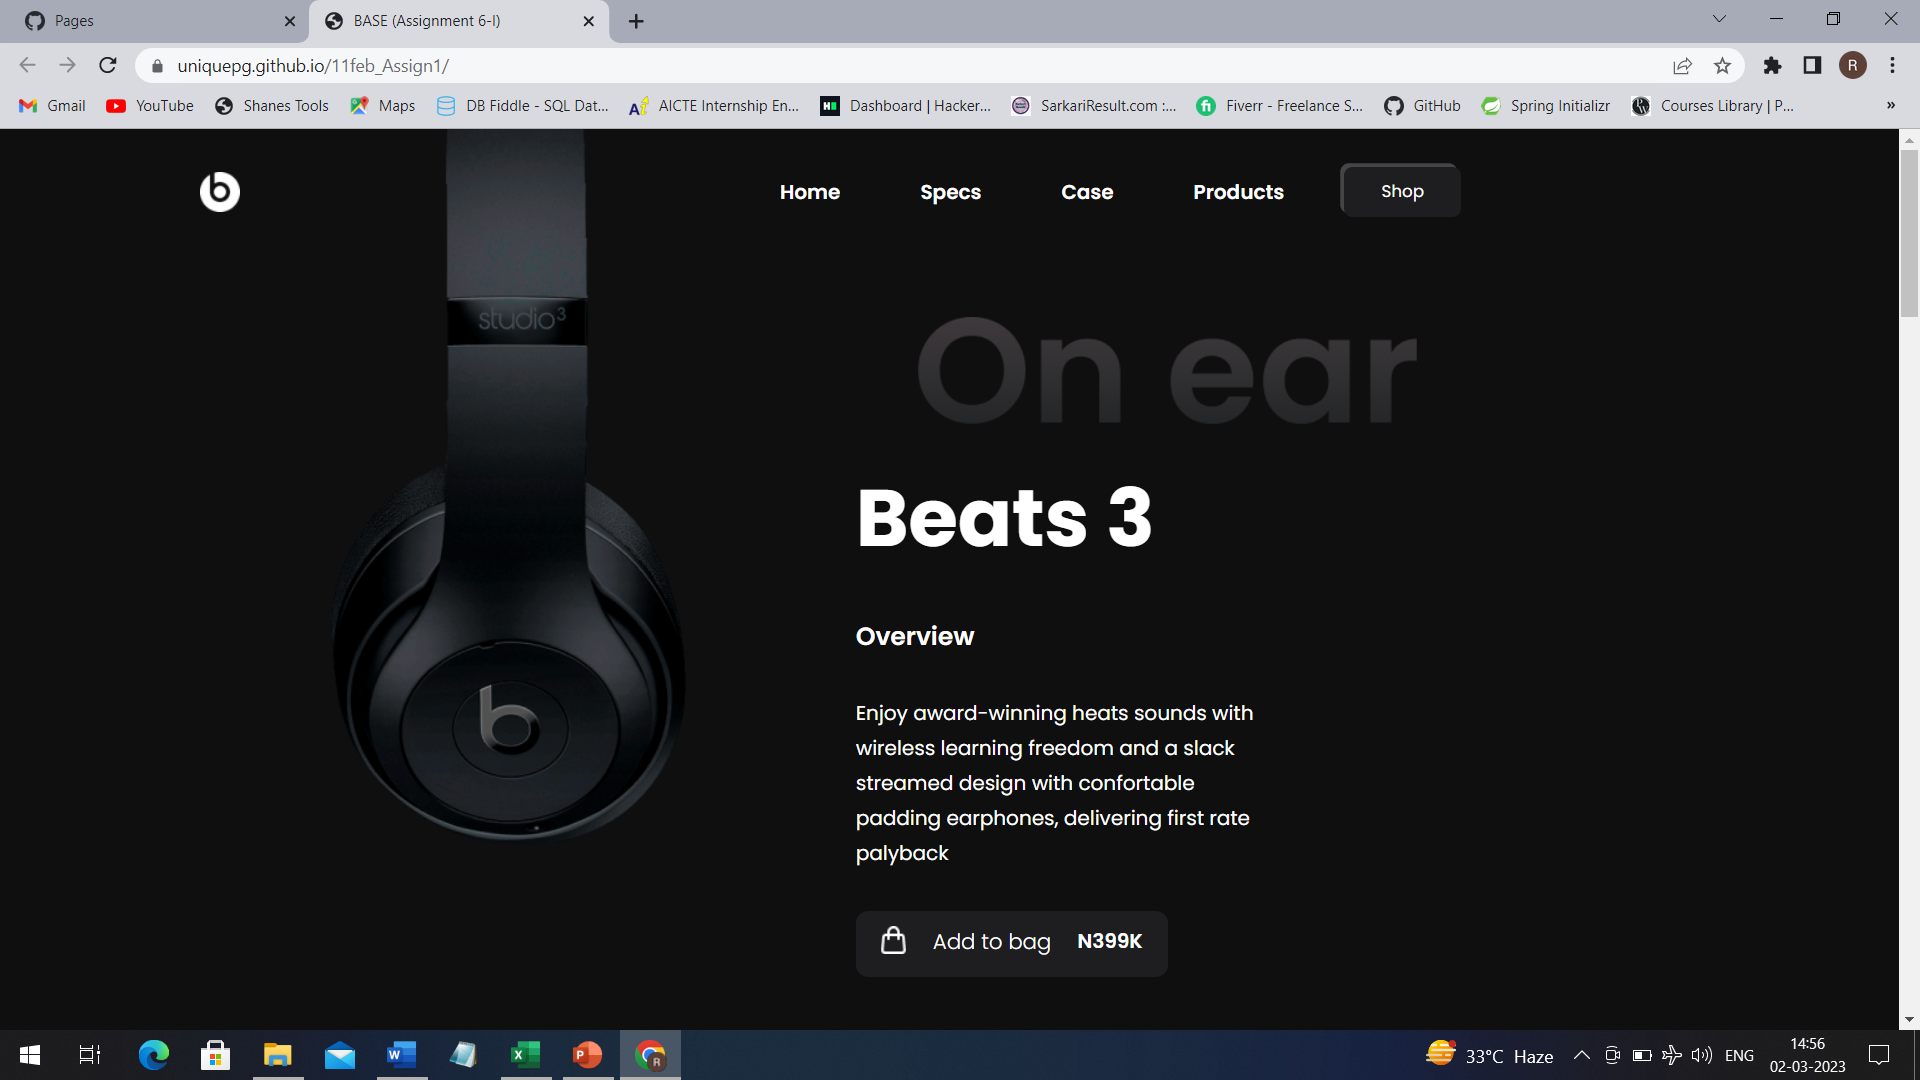 Pages
BASE (Assignment 6-I)
uniquepg.github.io/11feb_Assign1/
R
Gmail
YouTube
Shanes Tools
Maps
DB Fiddle - SQL Dat...
AICTE Internship En...
Dashboard | Hacker...
SarkariResult.com :...
Fiverr - Freelance S...
GitHub
Spring Initializr
Courses Library | P...
»
b
Home
Specs
Case
Products
Shop
studio3
On ear
Beats 3
Overview
Enjoy award-winning heats sounds with
wireless learning freedom and a slack
streamed design with confortable
padding earphones, delivering first rate
palyback
b
Add to bag N399K
33°C Haze
ENG
14:56
02-03-2023